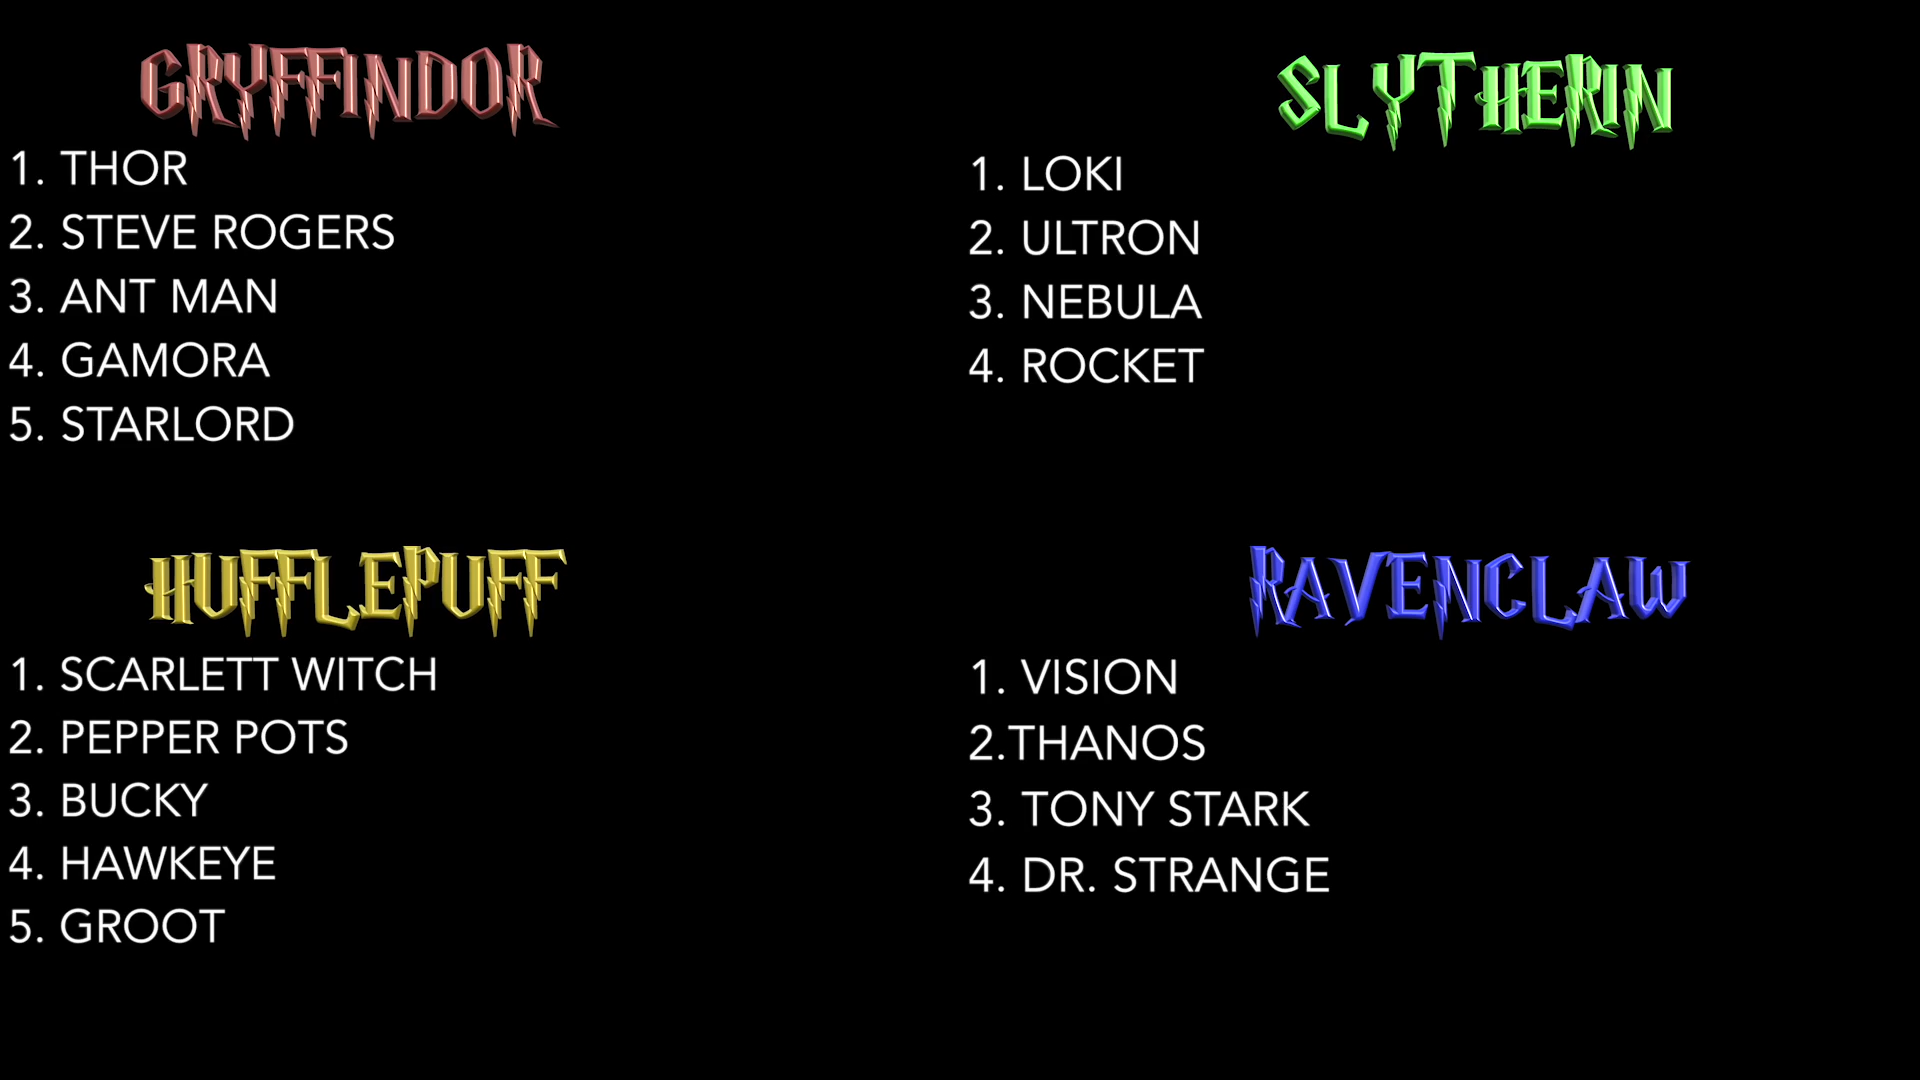 GRYFFINDOR
1. THOR
2. STEVE ROGERS
3. ANT MAN
4. GAMORA
5. STARLORD
SLYTHERIN
1. LOKI
2. ULTRON
3. NEBULA
4. ROCKET
HUFFLEPUFF
1. SCARLETT WITCH
2. PEPPER POTS
3. BUCKY
4. HAWKEYE
5. GROOT
RAVENCLAW
1. VISION
2.THANOS
3. TONY STARK
4. DR. STRANGE